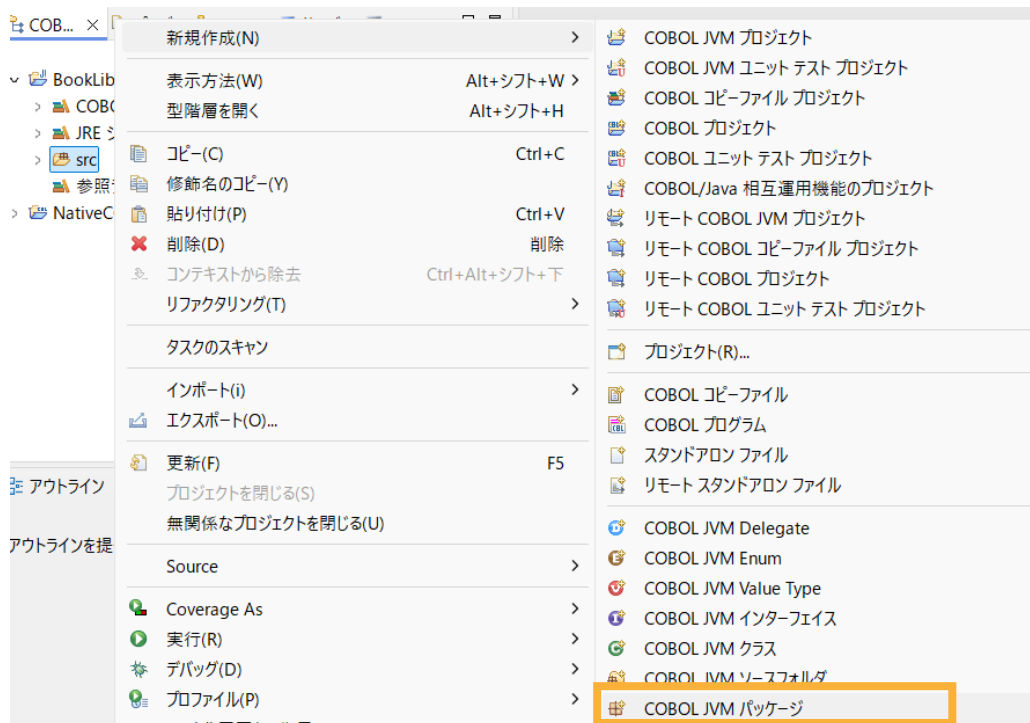 COB...
BookLib
COBO
JRE シ
src
参照
NativeC
アウトライン
アウトラインを提
新規作成(N)
表示方法(W) Alt+シフト+W
型階層を開く Alt+シフト+H
コピー(C) Ctrl+C
修飾名のコピー(Y)
貼り付け(P) Ctrl+V
削除(D) 削除
コンテキストから除去 Ctrl+Alt+シフト+下
リファクタリング(T)
タスクのスキャン
インポート(i)
エクスポート(O)...
更新(F) F5
プロジェクトを閉じる(S)
無関係なプロジェクトを閉じる(U)
Source
Coverage As
実行(R)
デバッグ(D)
プロファイル(P)
COBOL JVM プロジェクト
COBOL JVM ユニット テスト プロジェクト
COBOL コピーファイル プロジェクト
COBOL プロジェクト
COBOL ユニット テスト プロジェクト
COBOL/Java 相互運用機能のプロジェクト
リモート COBOL JVM プロジェクト
リモート COBOL コピーファイル プロジェクト
リモート COBOL プロジェクト
リモート COBOL ユニット テスト プロジェクト
プロジェクト(R)...
COBOL コピーファイル
COBOL プログラム
スタンドアロン ファイル
リモート スタンドアロン ファイル
COBOL JVM Delegate
COBOL JVM Enum
COBOL JVM Value Type
COBOL JVM インターフェイス
COBOL JVM クラス
COBOL JVM ソースフォルダ
COBOL JVM パッケージ